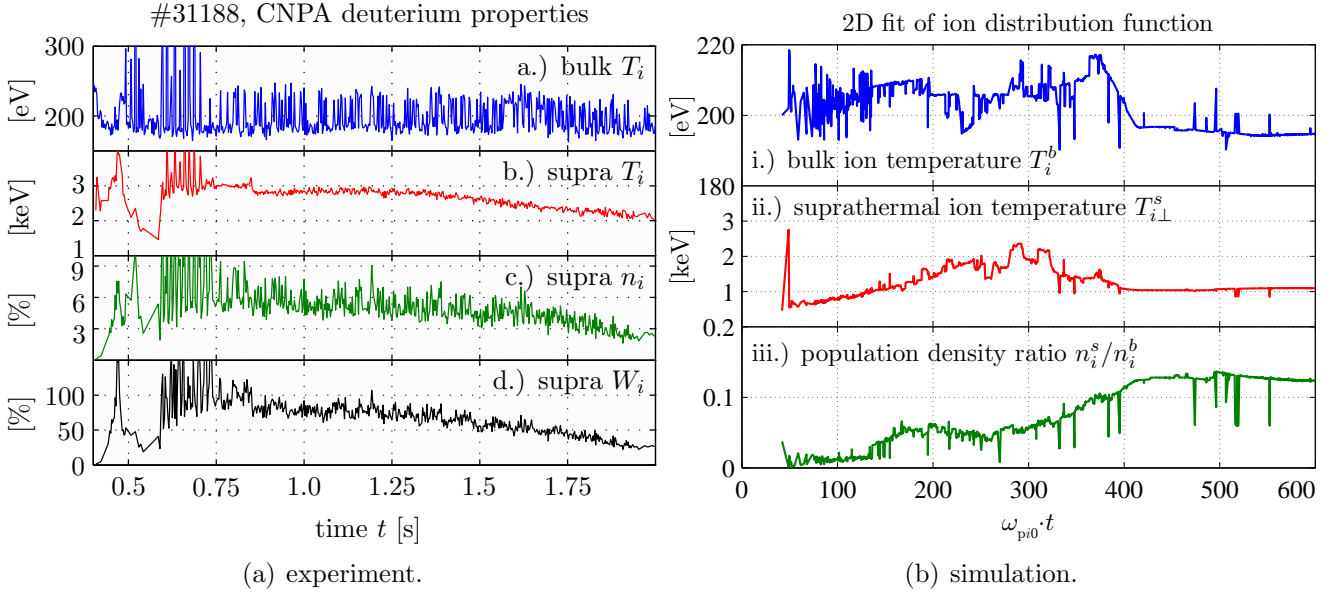 #31188, CNPA deuterium properties
300
200
[eV]
a.) bulk T_i
3
2
1
[keV]
b.) supra T_i
9
6
3
[%]
c.) supra n_i
100
50
0
[%]
d.) supra W_i
0.5 0.75 1.0 1.25 1.5 1.75
time t [s]
(a) experiment.
2D fit of ion distribution function
220
200
180
[eV]
i.) bulk ion temperature T_i^b
3
2
1
[keV]
ii.) suprathermal ion temperature T_{i⊥}^s
0.2
0.1
0
iii.) population density ratio n_i^s/n_i^b
0 100 200 300 400 500 600
ω_{pi0}·t
(b) simulation.